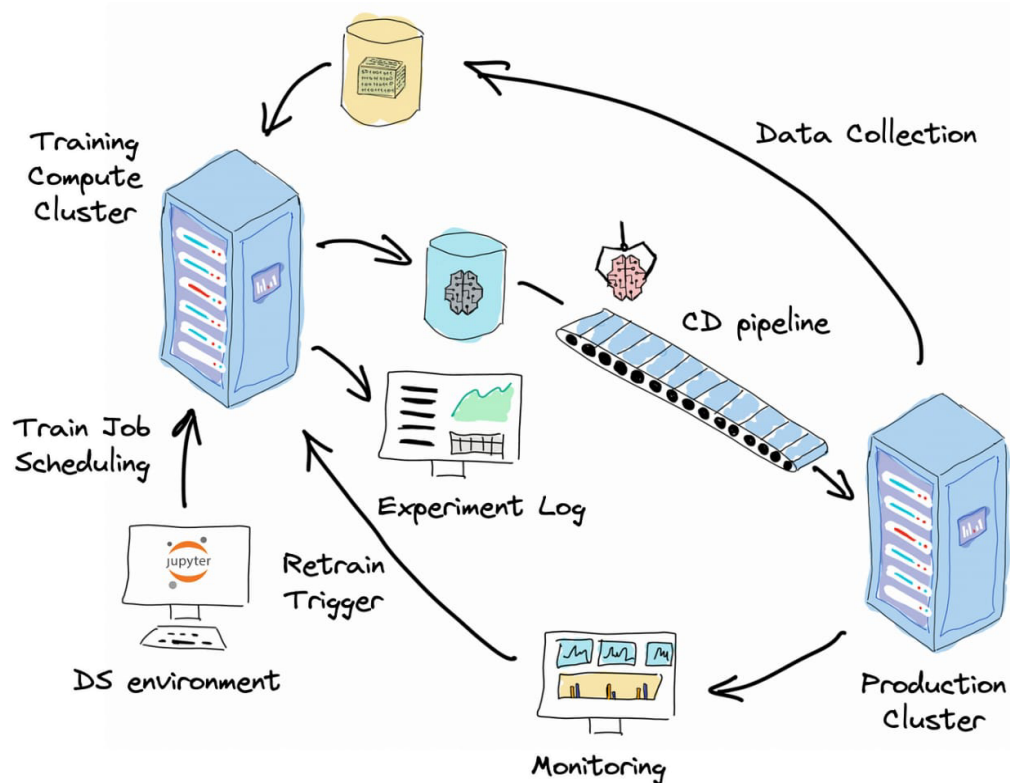 Data Collection
Training
Compute
Cluster
CD pipeline
Train Job
Scheduling
Experiment Log
jupyter
Retrain
Trigger
DS environment
Production
Cluster
Monitoring